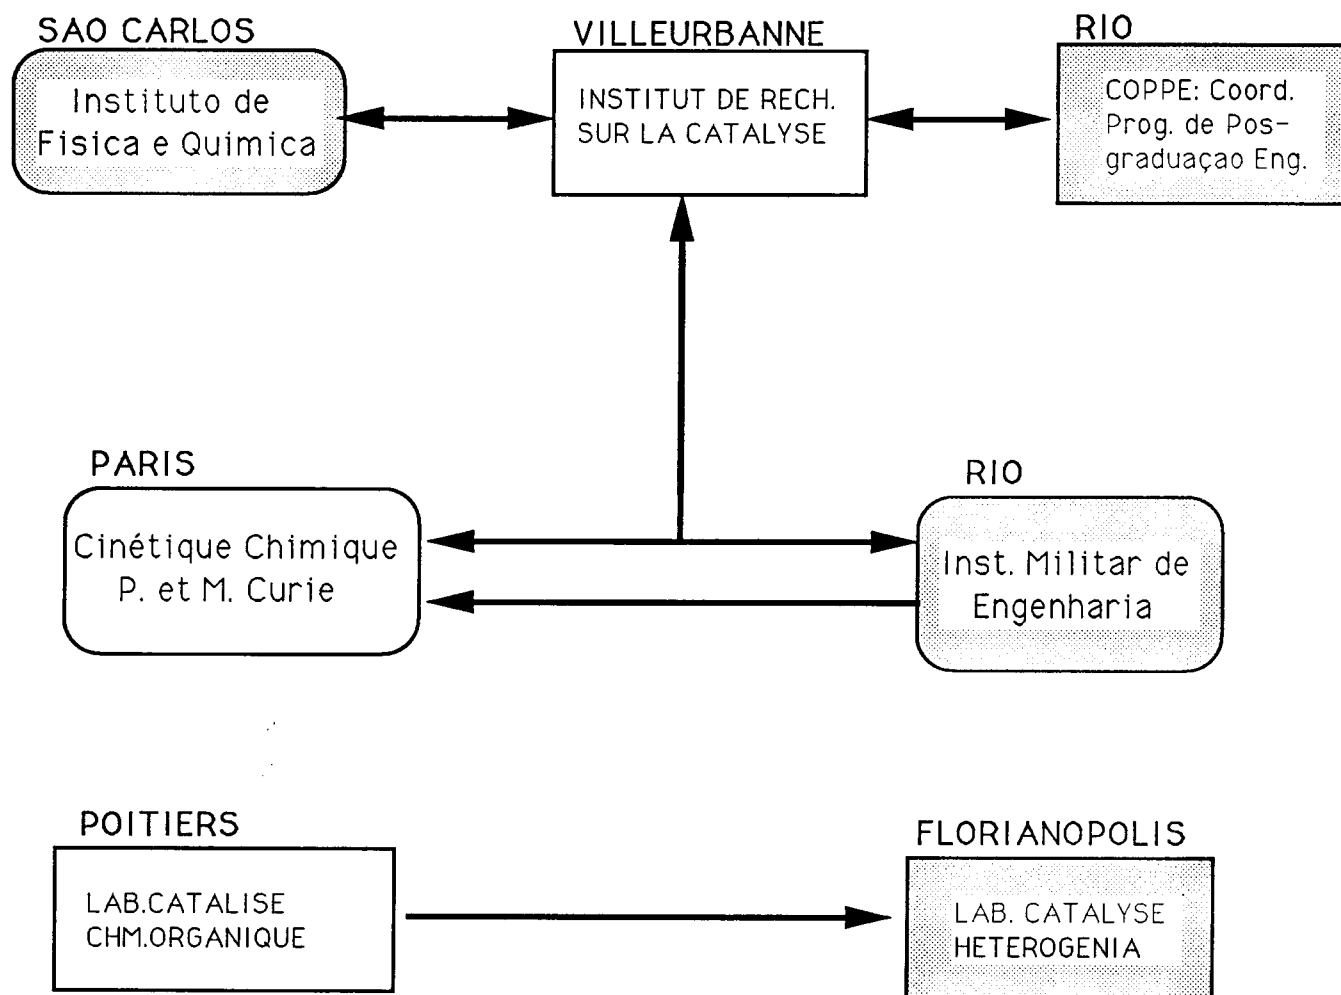 SAO CARLOS
Instituto de
Fisica e Quimica
VILLEURBANNE
INSTITUT DE RECH.
SUR LA CATALYSE
RIO
COPPE: Coord.
Prog. de Pos-
graduaçao Eng.
PARIS
Cinétique Chimique
P. et M. Curie
RIO
Inst. Militar de
Engenharia
POITIERS
LAB.CATALISE
CHM.ORGANIQUE
FLORIANOPOLIS
LAB. CATALYSE
HETEROGENIA